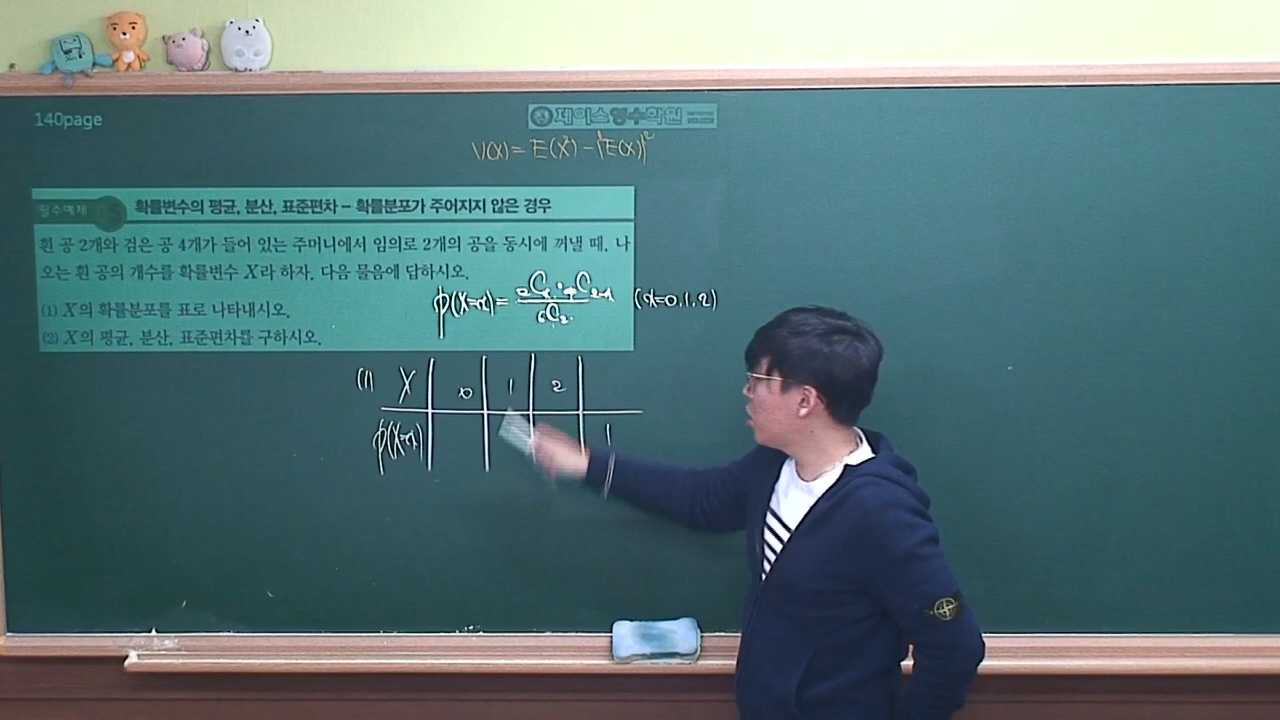 140page
제이스영수학원
V(X) = E(X²) - {E(X)}²
필수예제 05 확률변수의 평균, 분산, 표준편차 – 확률분포가 주어지지 않은 경우
흰 공 2개와 검은 공 4개가 들어 있는 주머니에서 임의로 2개의 공을 동시에 꺼낼 때, 나
오는 흰 공의 개수를 확률변수 X라 하자. 다음 물음에 답하시오.
(1) X의 확률분포를 표로 나타내시오.
P(X=x) = ₂Cₓ·₄C₂₋ₓ / ₆C₂ (x=0,1,2)
(2) X의 평균, 분산, 표준편차를 구하시오.
(1) X 0 1 2
P(X=x) 1